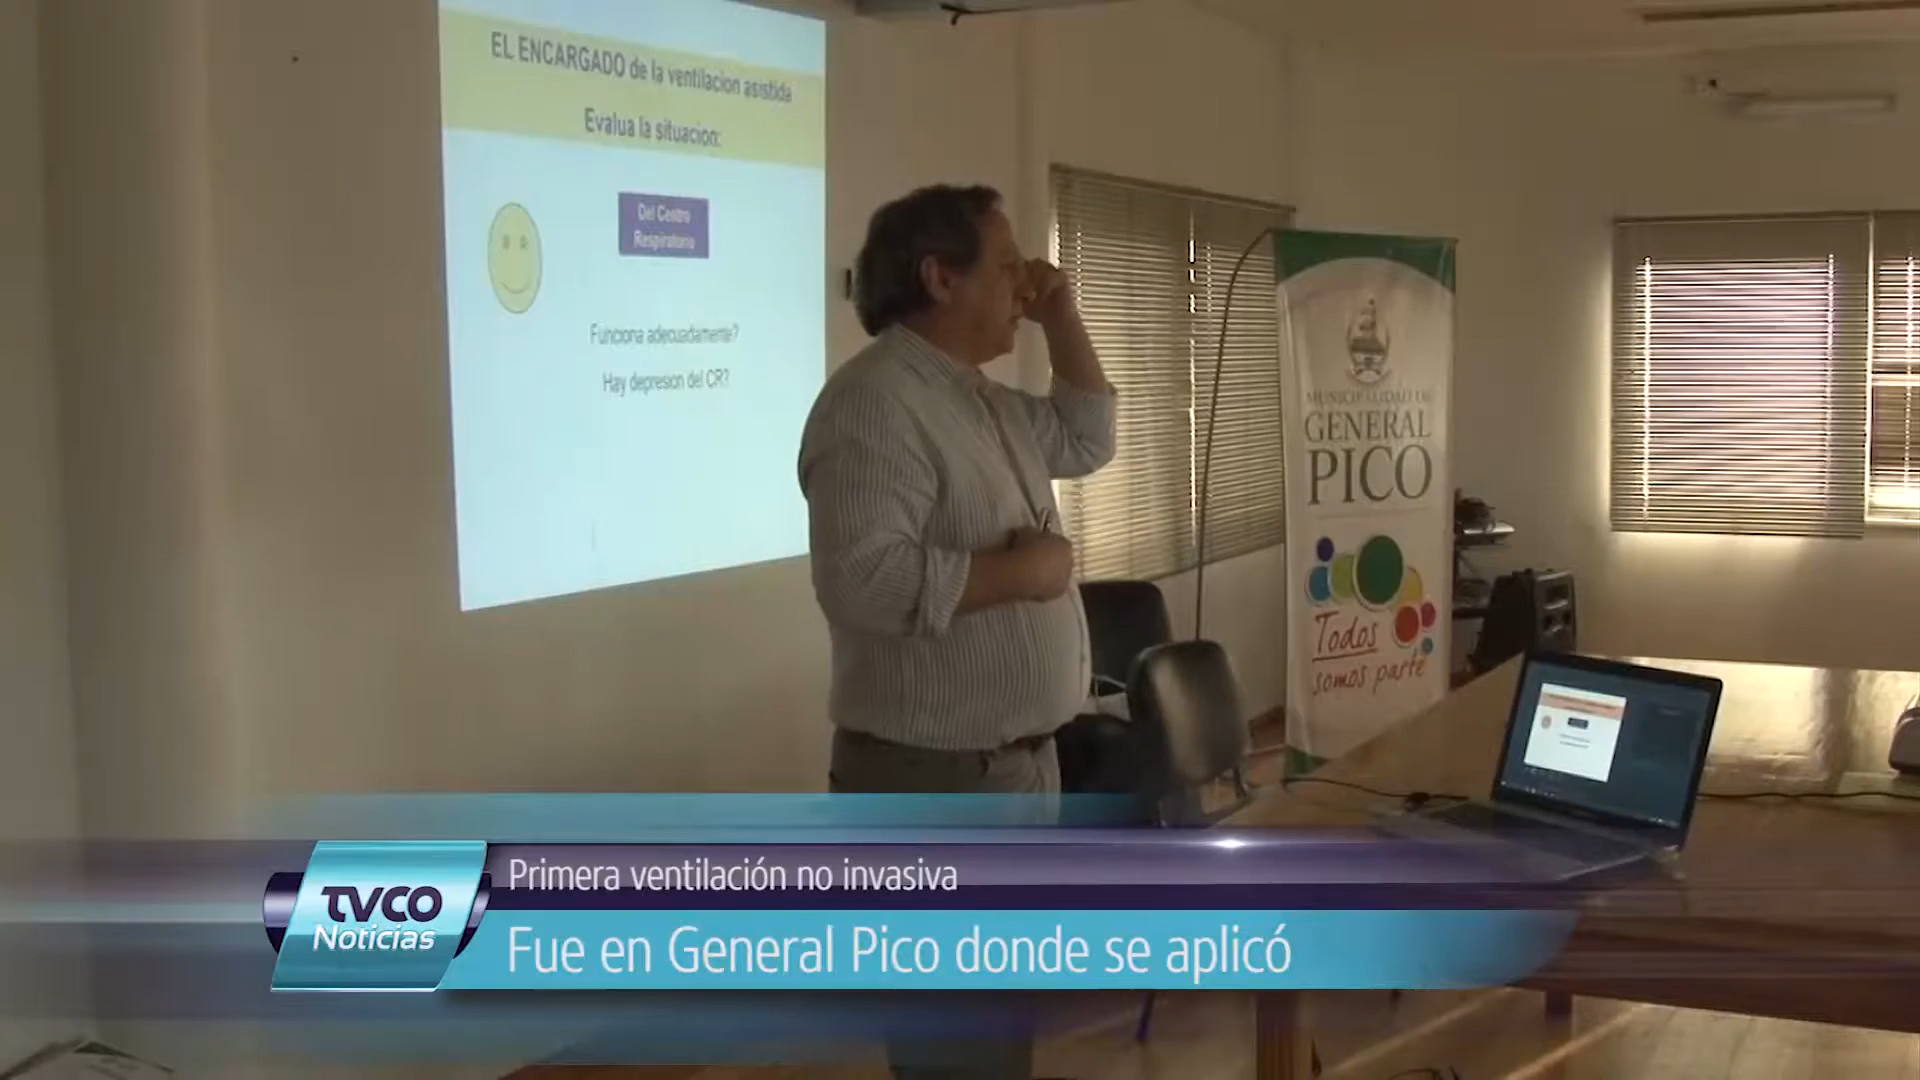 EL ENCARGADO de la ventilacion asistida
Evalua la situacion:
Del Centro
Respiratorio
Funciona adecuadamente?
Hay depresion del CR?
MUNICIPALIDAD DE
GENERAL
PICO
Todos
somos parte
TVCO
Noticias
Primera ventilación no invasiva
Fue en General Pico donde se aplicó